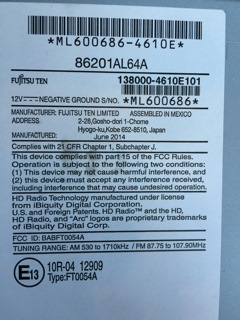 *ML600686-4610E*
86201AL64A
FUJITSU TEN 138000-4610E101
12V⎓ NEGATIVE GROUND S/NO. *ML600686*
MANUFACTURER: FUJITSU TEN LIMITED MADE IN MEXICO
ADDRESS: 2-28,Gosho-dori 1-Chome
Hyogo-ku,Kobe 652-8510, Japan
MANUFACTURED: June 2014
Complies with 21 CFR Chapter 1, Subchapter J.
This device complies with part 15 of the FCC Rules.
Operation is subject to the following two conditions:
(1) This device may not cause harmful interference, and
(2) this device must accept any interference received,
including interference that may cause undesired operation.
HD Radio Technology manufactured under license
from iBiquity Digital Corporation,
U.S. and Foreign Patents. HD Radio™ and the HD,
HD Radio, and "Arc" logos are proprietary trademarks
of iBiquity Digital Corp.
FCC ID: BABFT0054A
TUNING RANGE: AM 530 to 1710kHz / FM 87.75 to 107.90MHz
E13 10R-04 12909
Type:FT0054A